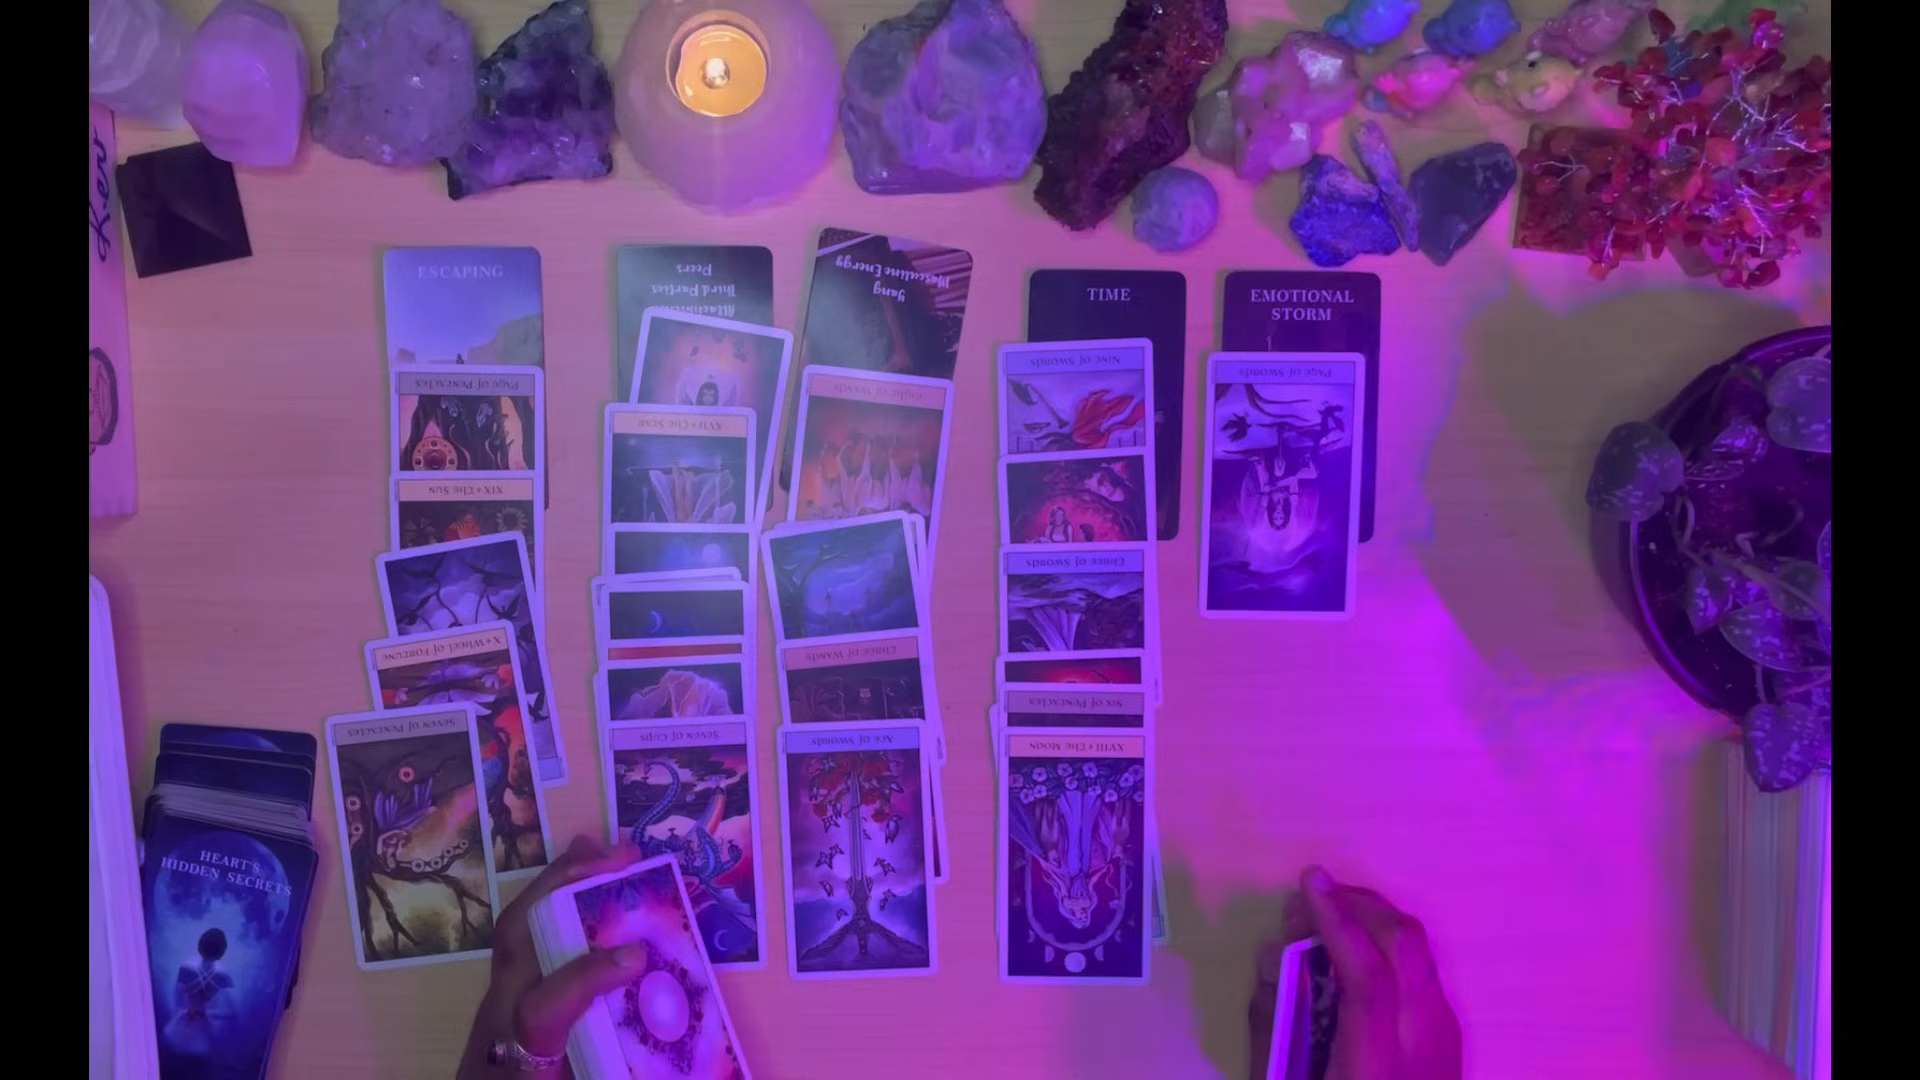 ESCAPING
Peers
Third Parties
Yang
Masculine Energy
TIME
EMOTIONAL
STORM
Page of Pentacles
XIX + The Sun
X + Wheel of Fortune
Seven of Pentacles
XVII + The Star
Seven of Cups
Eight of Wands
Three of Wands
Ace of Swords
Nine of Swords
Three of Swords
Six of Pentacles
XVIII + The Moon
Page of Swords
HEART'S
HIDDEN SECRETS